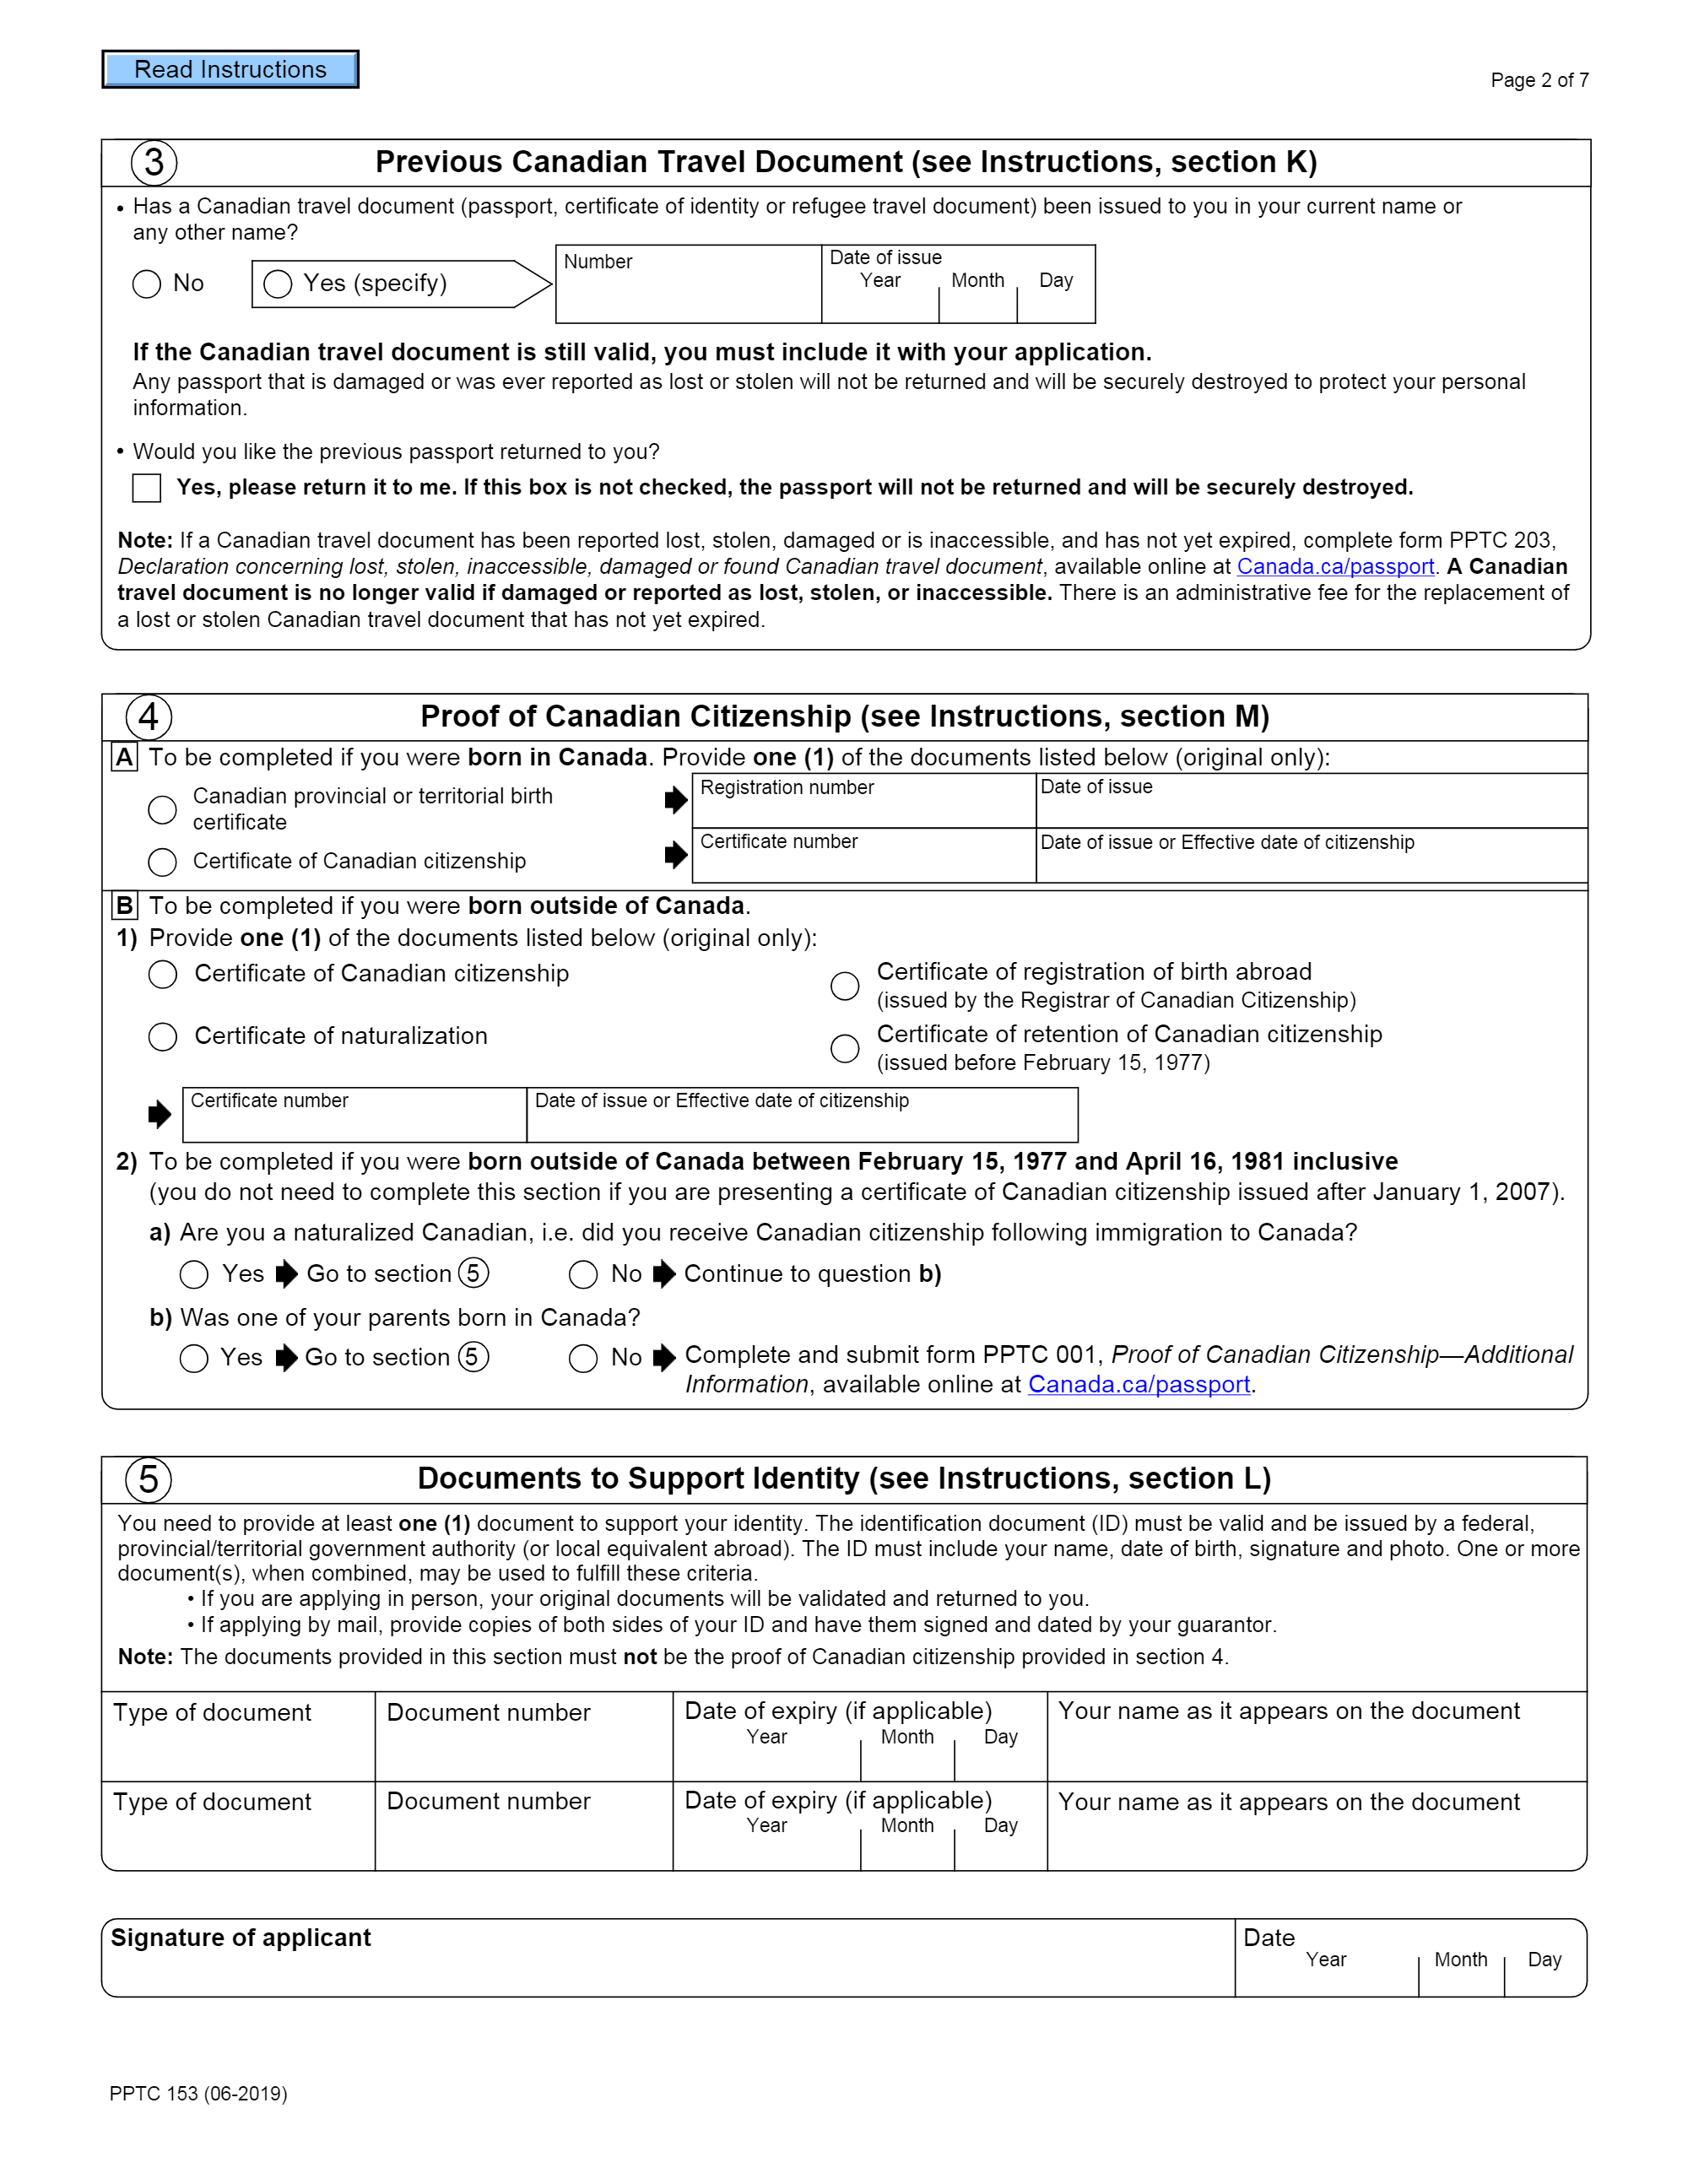 Read Instructions
Page 2 of 7
3
Previous Canadian Travel Document (see Instructions, section K)
• Has a Canadian travel document (passport, certificate of identity or refugee travel document) been issued to you in your current name or
any other name?
No
Yes (specify)
Number
Date of issue
Year Month Day
If the Canadian travel document is still valid, you must include it with your application.
Any passport that is damaged or was ever reported as lost or stolen will not be returned and will be securely destroyed to protect your personal
information.
• Would you like the previous passport returned to you?
Yes, please return it to me. If this box is not checked, the passport will not be returned and will be securely destroyed.
Note: If a Canadian travel document has been reported lost, stolen, damaged or is inaccessible, and has not yet expired, complete form PPTC 203,
Declaration concerning lost, stolen, inaccessible, damaged or found Canadian travel document, available online at Canada.ca/passport. A Canadian
travel document is no longer valid if damaged or reported as lost, stolen, or inaccessible. There is an administrative fee for the replacement of
a lost or stolen Canadian travel document that has not yet expired.
4
Proof of Canadian Citizenship (see Instructions, section M)
A To be completed if you were born in Canada. Provide one (1) of the documents listed below (original only):
Canadian provincial or territorial birth
certificate
Registration number
Date of issue
Certificate of Canadian citizenship
Certificate number
Date of issue or Effective date of citizenship
B To be completed if you were born outside of Canada.
1) Provide one (1) of the documents listed below (original only):
Certificate of Canadian citizenship
Certificate of registration of birth abroad
(issued by the Registrar of Canadian Citizenship)
Certificate of naturalization
Certificate of retention of Canadian citizenship
(issued before February 15, 1977)
Certificate number
Date of issue or Effective date of citizenship
2) To be completed if you were born outside of Canada between February 15, 1977 and April 16, 1981 inclusive
(you do not need to complete this section if you are presenting a certificate of Canadian citizenship issued after January 1, 2007).
a) Are you a naturalized Canadian, i.e. did you receive Canadian citizenship following immigration to Canada?
Yes Go to section 5
No Continue to question b)
b) Was one of your parents born in Canada?
Yes Go to section 5
No Complete and submit form PPTC 001, Proof of Canadian Citizenship—Additional
Information, available online at Canada.ca/passport.
5
Documents to Support Identity (see Instructions, section L)
You need to provide at least one (1) document to support your identity. The identification document (ID) must be valid and be issued by a federal,
provincial/territorial government authority (or local equivalent abroad). The ID must include your name, date of birth, signature and photo. One or more
document(s), when combined, may be used to fulfill these criteria.
• If you are applying in person, your original documents will be validated and returned to you.
• If applying by mail, provide copies of both sides of your ID and have them signed and dated by your guarantor.
Note: The documents provided in this section must not be the proof of Canadian citizenship provided in section 4.
Type of document
Document number
Date of expiry (if applicable)
Year Month Day
Your name as it appears on the document
Type of document
Document number
Date of expiry (if applicable)
Year Month Day
Your name as it appears on the document
Signature of applicant
Date
Year Month Day
PPTC 153 (06-2019)